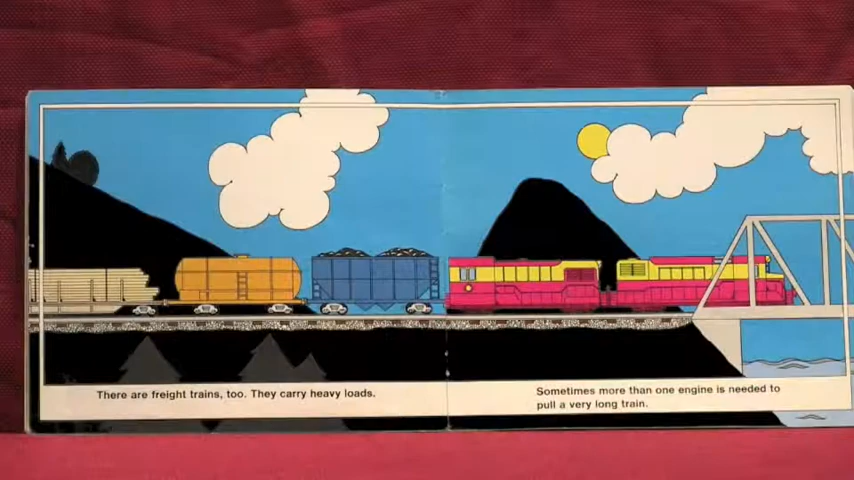 There are freight trains, too. They carry heavy loads.
Sometimes more than one engine is needed to
pull a very long train.